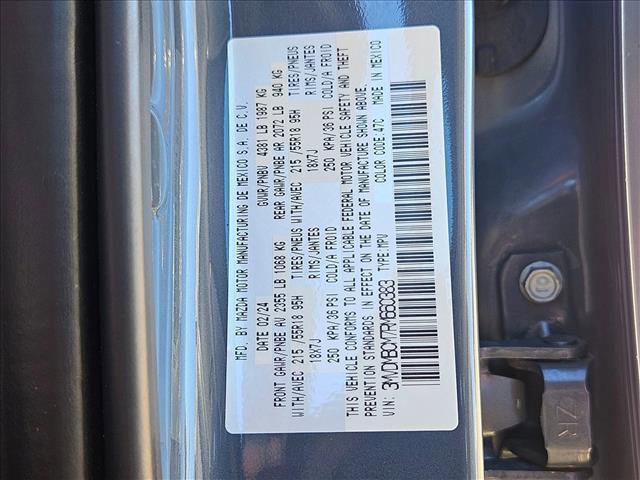 MFD. BY MAZDA MOTOR MANUFACTURING DE MEXICO S.A. DE C.V.
DATE 02/24 GVWR/PNBV 4381 LB 1987 KG
FRONT GAWR/PNBE AV 2355 LB 1068 KG REAR GAWR/PNBE AR 2072 LB 940 KG
WITH/AVEC 215 /55R18 95H TIRES/PNEUS WITH/AVEC 215 /55R18 95H TIRES/PNEUS
18X7J RIMS/JANTES 18X7J RIMS/JANTES
250 KPA/36 PSI COLD/A FROID 250 KPA/36 PSI COLD/A FROID
THIS VEHICLE CONFORMS TO ALL APPLICABLE FEDERAL MOTOR VEHICLE SAFETY AND THEFT
PREVENTION STANDARDS IN EFFECT ON THE DATE OF MANUFACTURE SHOWN ABOVE.
VIN: 3MVDMBCM7RM660383 TYPE: MPV COLOR CODE: 47C MADE IN MEXICO